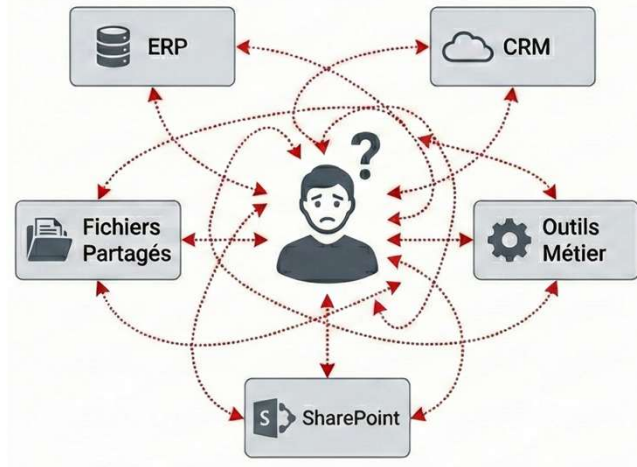 ERP
CRM
?
Fichiers
Partagés
Outils
Métier
S
SharePoint